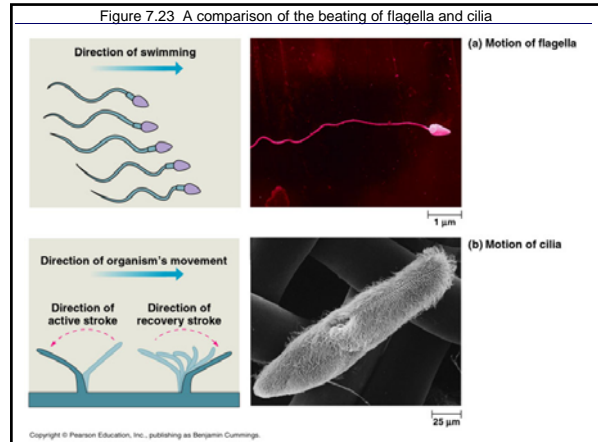 Figure 7.23 A comparison of the beating of flagella and cilia
Direction of swimming
(a) Motion of flagella
1 µm
(b) Motion of cilia
Direction of organism's movement
Direction of
active stroke
Direction of
recovery stroke
25 µm
Copyright © Pearson Education, Inc., publishing as Benjamin Cummings.